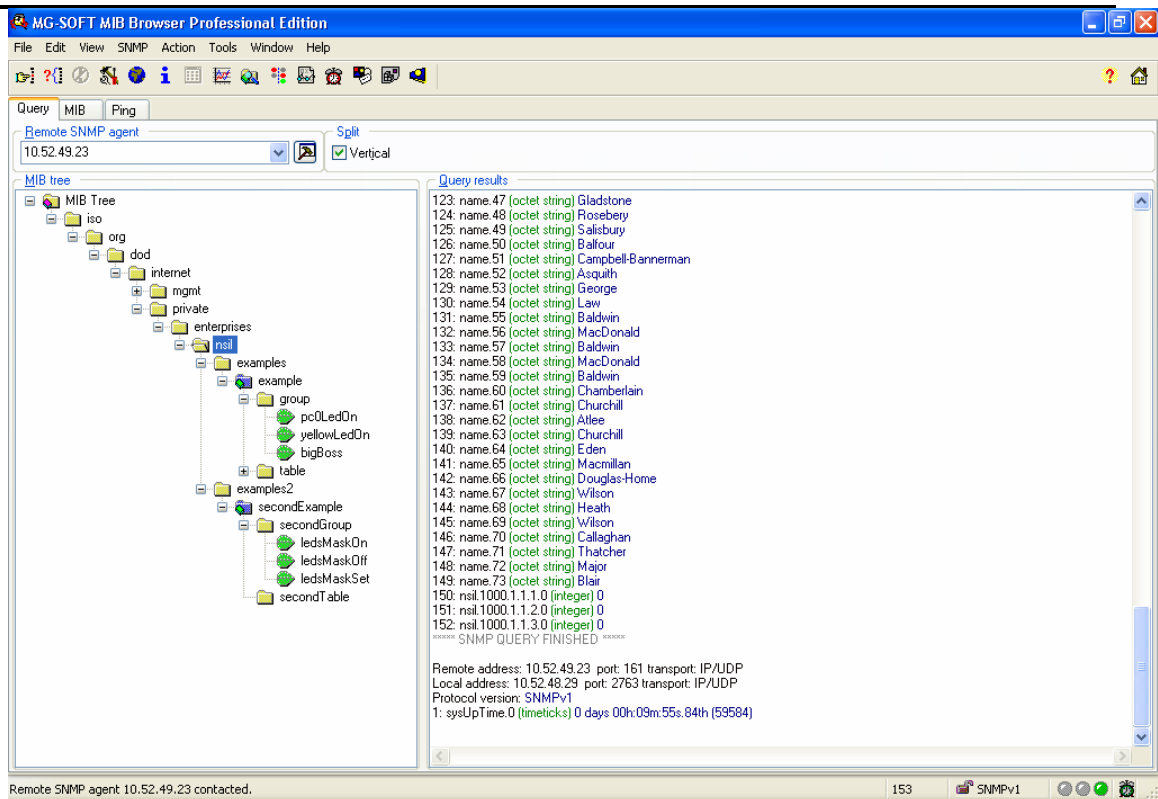 MG-SOFT MIB Browser Professional Edition
File Edit View SNMP Action Tools Window Help
Query MIB Ping
Remote SNMP agent
10.52.49.23
Split
Vertical
MIB tree
MIB Tree
iso
org
dod
internet
mgmt
private
enterprises
nsil
examples
example
group
pc0LedOn
yellowLedOn
bigBoss
table
examples2
secondExample
secondGroup
ledsMaskOn
ledsMaskOff
ledsMaskSet
secondTable
Query results
123: name.47 (octet string) Gladstone
124: name.48 (octet string) Rosebery
125: name.49 (octet string) Salisbury
126: name.50 (octet string) Balfour
127: name.51 (octet string) Campbell-Bannerman
128: name.52 (octet string) Asquith
129: name.53 (octet string) George
130: name.54 (octet string) Law
131: name.55 (octet string) Baldwin
132: name.56 (octet string) MacDonald
133: name.57 (octet string) Baldwin
134: name.58 (octet string) MacDonald
135: name.59 (octet string) Baldwin
136: name.60 (octet string) Chamberlain
137: name.61 (octet string) Churchill
138: name.62 (octet string) Atlee
139: name.63 (octet string) Churchill
140: name.64 (octet string) Eden
141: name.65 (octet string) Macmillan
142: name.66 (octet string) Douglas-Home
143: name.67 (octet string) Wilson
144: name.68 (octet string) Heath
145: name.69 (octet string) Wilson
146: name.70 (octet string) Callaghan
147: name.71 (octet string) Thatcher
148: name.72 (octet string) Major
149: name.73 (octet string) Blair
150: nsil.1000.1.1.1.0 (integer) 0
151: nsil.1000.1.1.2.0 (integer) 0
152: nsil.1000.1.1.3.0 (integer) 0
***** SNMP QUERY FINISHED *****
Remote address: 10.52.49.23 port: 161 transport: IP/UDP
Local address: 10.52.48.29 port: 2763 transport: IP/UDP
Protocol version: SNMPv1
1: sysUpTime.0 (timeticks) 0 days 00h:09m:55s.84th (59584)
Remote SNMP agent 10.52.49.23 contacted.
153
SNMPv1